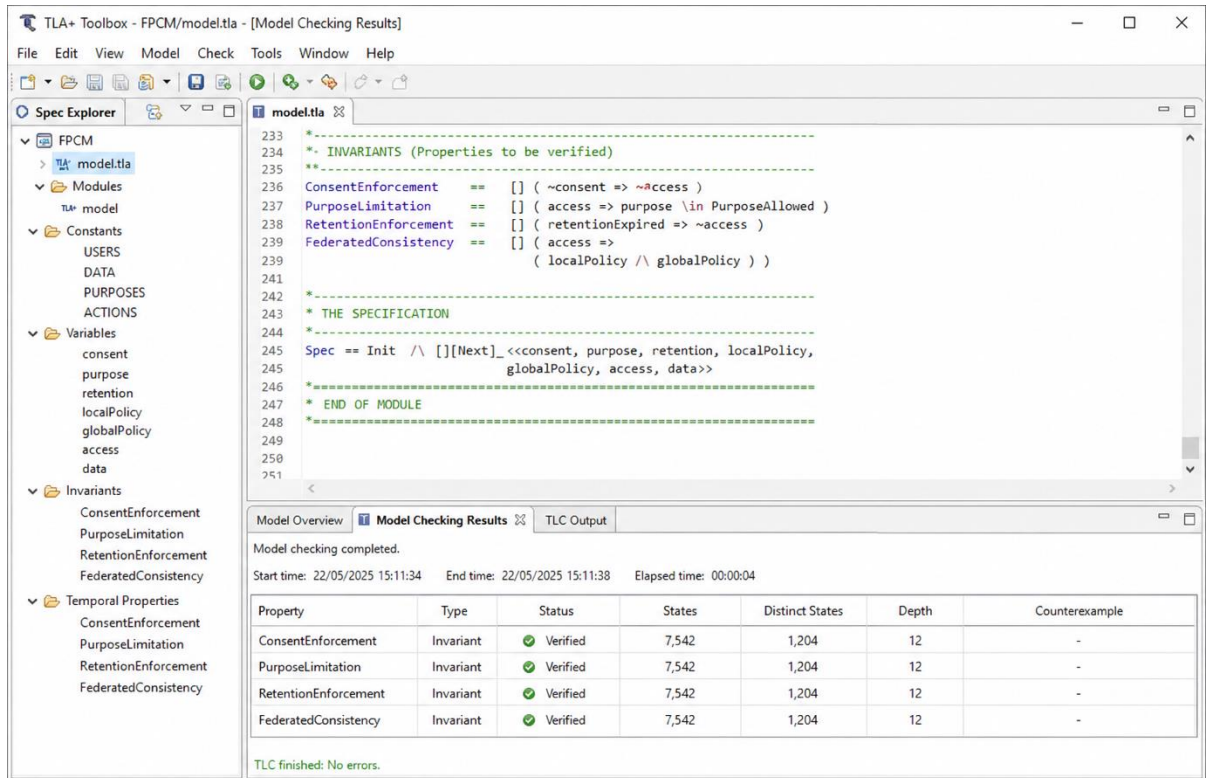 TLA+ Toolbox - FPCM/model.tla - [Model Checking Results]
File Edit View Model Check Tools Window Help
Spec Explorer
FPCM
TLA+ model.tla
Modules
TLA+ model
Constants
USERS
DATA
PURPOSES
ACTIONS
Variables
consent
purpose
retention
localPolicy
globalPolicy
access
data
Invariants
ConsentEnforcement
PurposeLimitation
RetentionEnforcement
FederatedConsistency
Temporal Properties
ConsentEnforcement
PurposeLimitation
RetentionEnforcement
FederatedConsistency
model.tla
233 *---------------------------------------------------------------
234 *- INVARIANTS (Properties to be verified)
235 **--------------------------------------------------------------
236 ConsentEnforcement == [] ( ~consent => ~access )
237 PurposeLimitation == [] ( access => purpose \in PurposeAllowed )
238 RetentionEnforcement == [] ( retentionExpired => ~access )
239 FederatedConsistency == [] ( access =>
239 ( localPolicy /\ globalPolicy ) )
241
242 *---------------------------------------------------------------
243 * THE SPECIFICATION
244 *---------------------------------------------------------------
245 Spec == Init /\ [][Next]_<<consent, purpose, retention, localPolicy,
245 globalPolicy, access, data>>
246 *===============================================================
247 * END OF MODULE
248 *===============================================================
249
250
251
Model Overview Model Checking Results TLC Output
Model checking completed.
Start time: 22/05/2025 15:11:34 End time: 22/05/2025 15:11:38 Elapsed time: 00:00:04
Property Type Status States Distinct States Depth Counterexample
ConsentEnforcement Invariant Verified 7,542 1,204 12 -
PurposeLimitation Invariant Verified 7,542 1,204 12 -
RetentionEnforcement Invariant Verified 7,542 1,204 12 -
FederatedConsistency Invariant Verified 7,542 1,204 12 -
TLC finished: No errors.